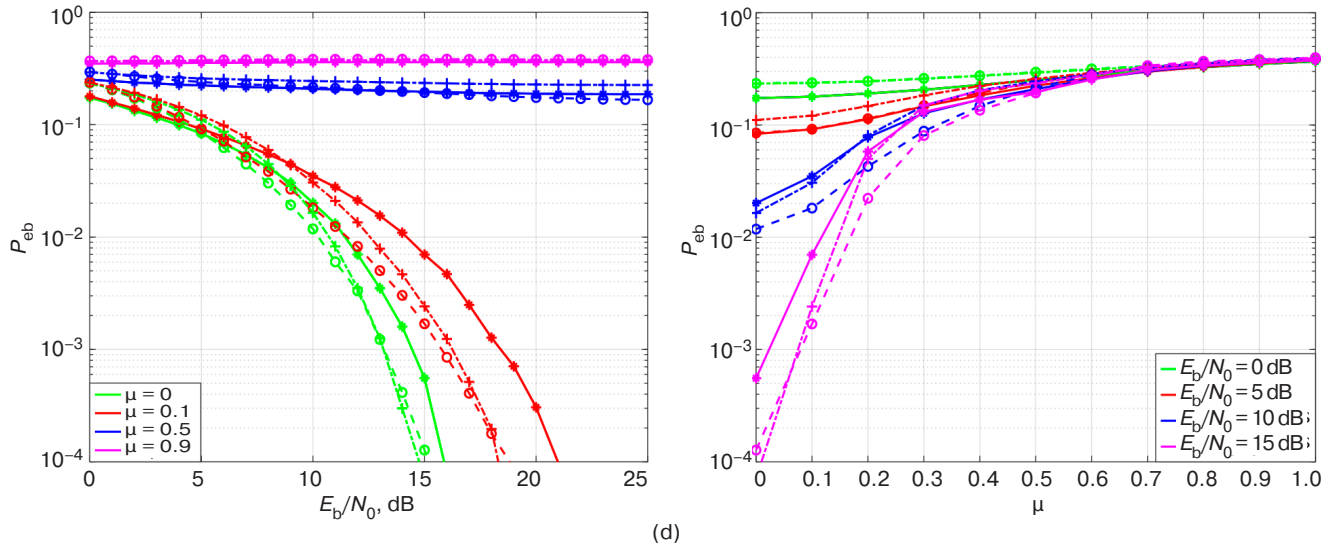 10⁰
10⁻¹
10⁻²
10⁻³
10⁻⁴
P_eb
μ = 0
μ = 0.1
μ = 0.5
μ = 0.9
0 5 10 15 20 25
E_b/N_0, dB
10⁰
10⁻¹
10⁻²
10⁻³
10⁻⁴
P_eb
E_b/N_0 = 0 dB
E_b/N_0 = 5 dB
E_b/N_0 = 10 dB
E_b/N_0 = 15 dB
0 0.1 0.2 0.3 0.4 0.5 0.6 0.7 0.8 0.9 1.0
μ
(d)